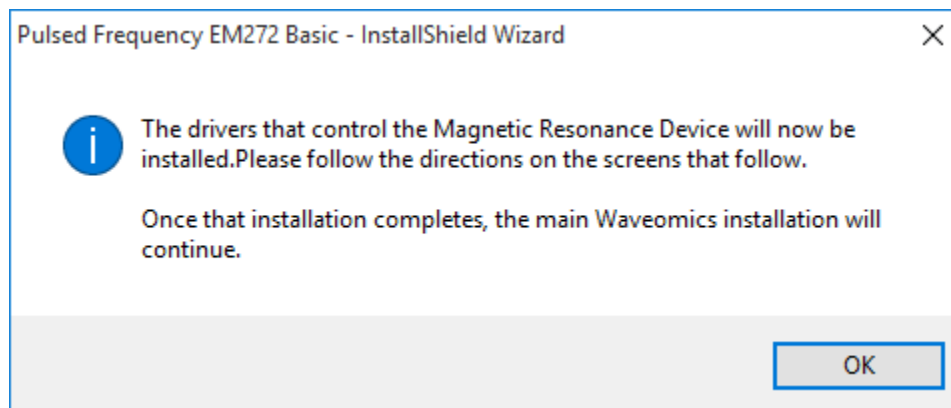 Pulsed Frequency EM272 Basic - InstallShield Wizard
The drivers that control the Magnetic Resonance Device will now be
installed.Please follow the directions on the screens that follow.
Once that installation completes, the main Waveomics installation will
continue.
OK